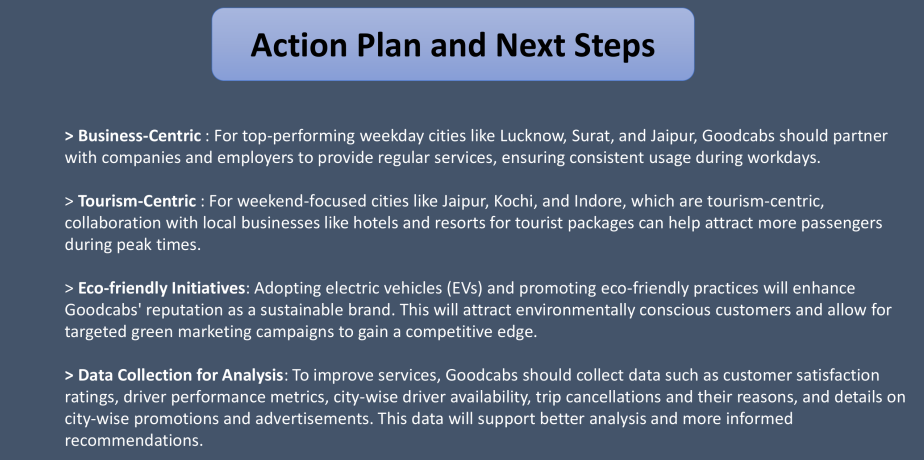 Action Plan and Next Steps
> Business-Centric : For top-performing weekday cities like Lucknow, Surat, and Jaipur, Goodcabs should partner
with companies and employers to provide regular services, ensuring consistent usage during workdays.
> Tourism-Centric : For weekend-focused cities like Jaipur, Kochi, and Indore, which are tourism-centric,
collaboration with local businesses like hotels and resorts for tourist packages can help attract more passengers
during peak times.
> Eco-friendly Initiatives: Adopting electric vehicles (EVs) and promoting eco-friendly practices will enhance
Goodcabs' reputation as a sustainable brand. This will attract environmentally conscious customers and allow for
targeted green marketing campaigns to gain a competitive edge.
> Data Collection for Analysis: To improve services, Goodcabs should collect data such as customer satisfaction
ratings, driver performance metrics, city-wise driver availability, trip cancellations and their reasons, and details on
city-wise promotions and advertisements. This data will support better analysis and more informed
recommendations.